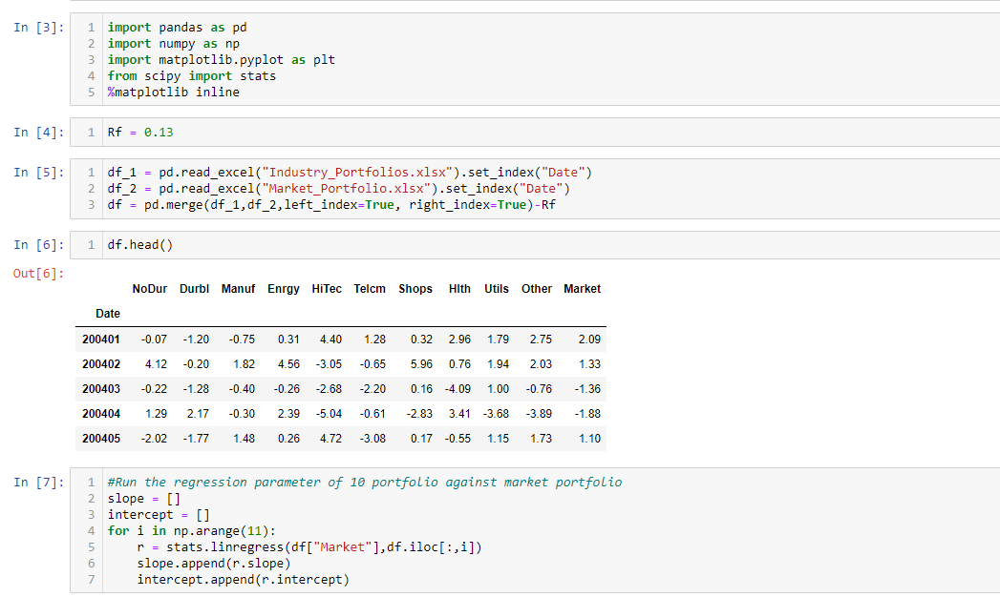 In [3]:
1 import pandas as pd
2 import numpy as np
3 import matplotlib.pyplot as plt
4 from scipy import stats
5 %matplotlib inline
In [4]:
1 Rf = 0.13
In [5]:
1 df_1 = pd.read_excel("Industry_Portfolios.xlsx").set_index("Date")
2 df_2 = pd.read_excel("Market_Portfolio.xlsx").set_index("Date")
3 df = pd.merge(df_1,df_2,left_index=True, right_index=True)-Rf
In [6]:
1 df.head()
Out[6]:
NoDur Durbl Manuf Enrgy HiTec Telcm Shops Hlth Utils Other Market
Date
200401 -0.07 -1.20 -0.75 0.31 4.40 1.28 0.32 2.96 1.79 2.75 2.09
200402 4.12 -0.20 1.82 4.56 -3.05 -0.65 5.96 0.76 1.94 2.03 1.33
200403 -0.22 -1.28 -0.40 -0.26 -2.68 -2.20 0.16 -4.09 1.00 -0.76 -1.36
200404 1.29 2.17 -0.30 2.39 -5.04 -0.61 -2.83 3.41 -3.68 -3.89 -1.88
200405 -2.02 -1.77 1.48 0.26 4.72 -3.08 0.17 -0.55 1.15 1.73 1.10
In [7]:
1 #Run the regression parameter of 10 portfolio against market portfolio
2 slope = []
3 intercept = []
4 for i in np.arange(11):
5     r = stats.linregress(df["Market"],df.iloc[:,i])
6     slope.append(r.slope)
7     intercept.append(r.intercept)